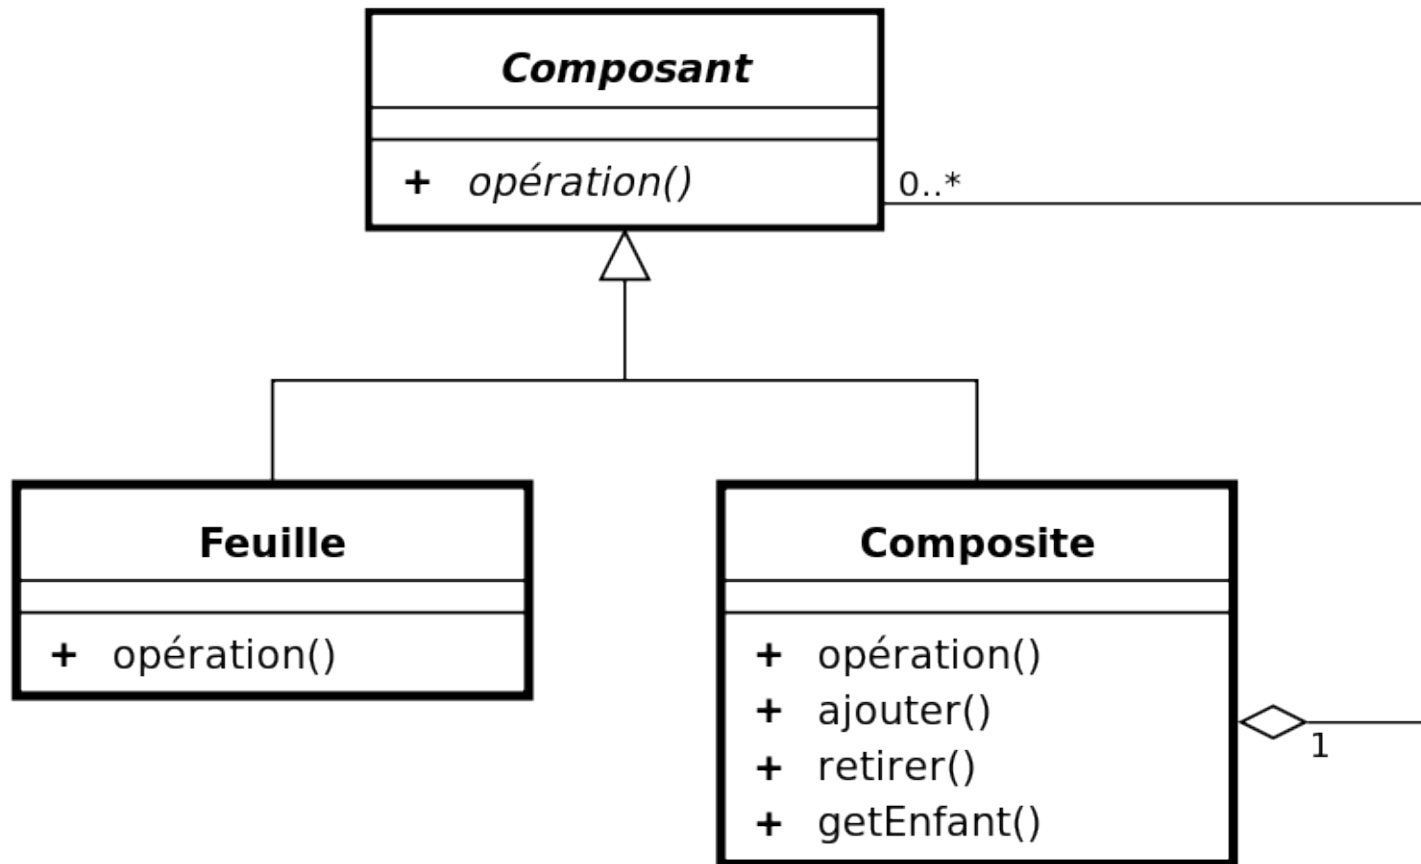 Composant
+ opération()
0..*
Feuille
+ opération()
Composite
+ opération()
+ ajouter()
+ retirer()
+ getEnfant()
1